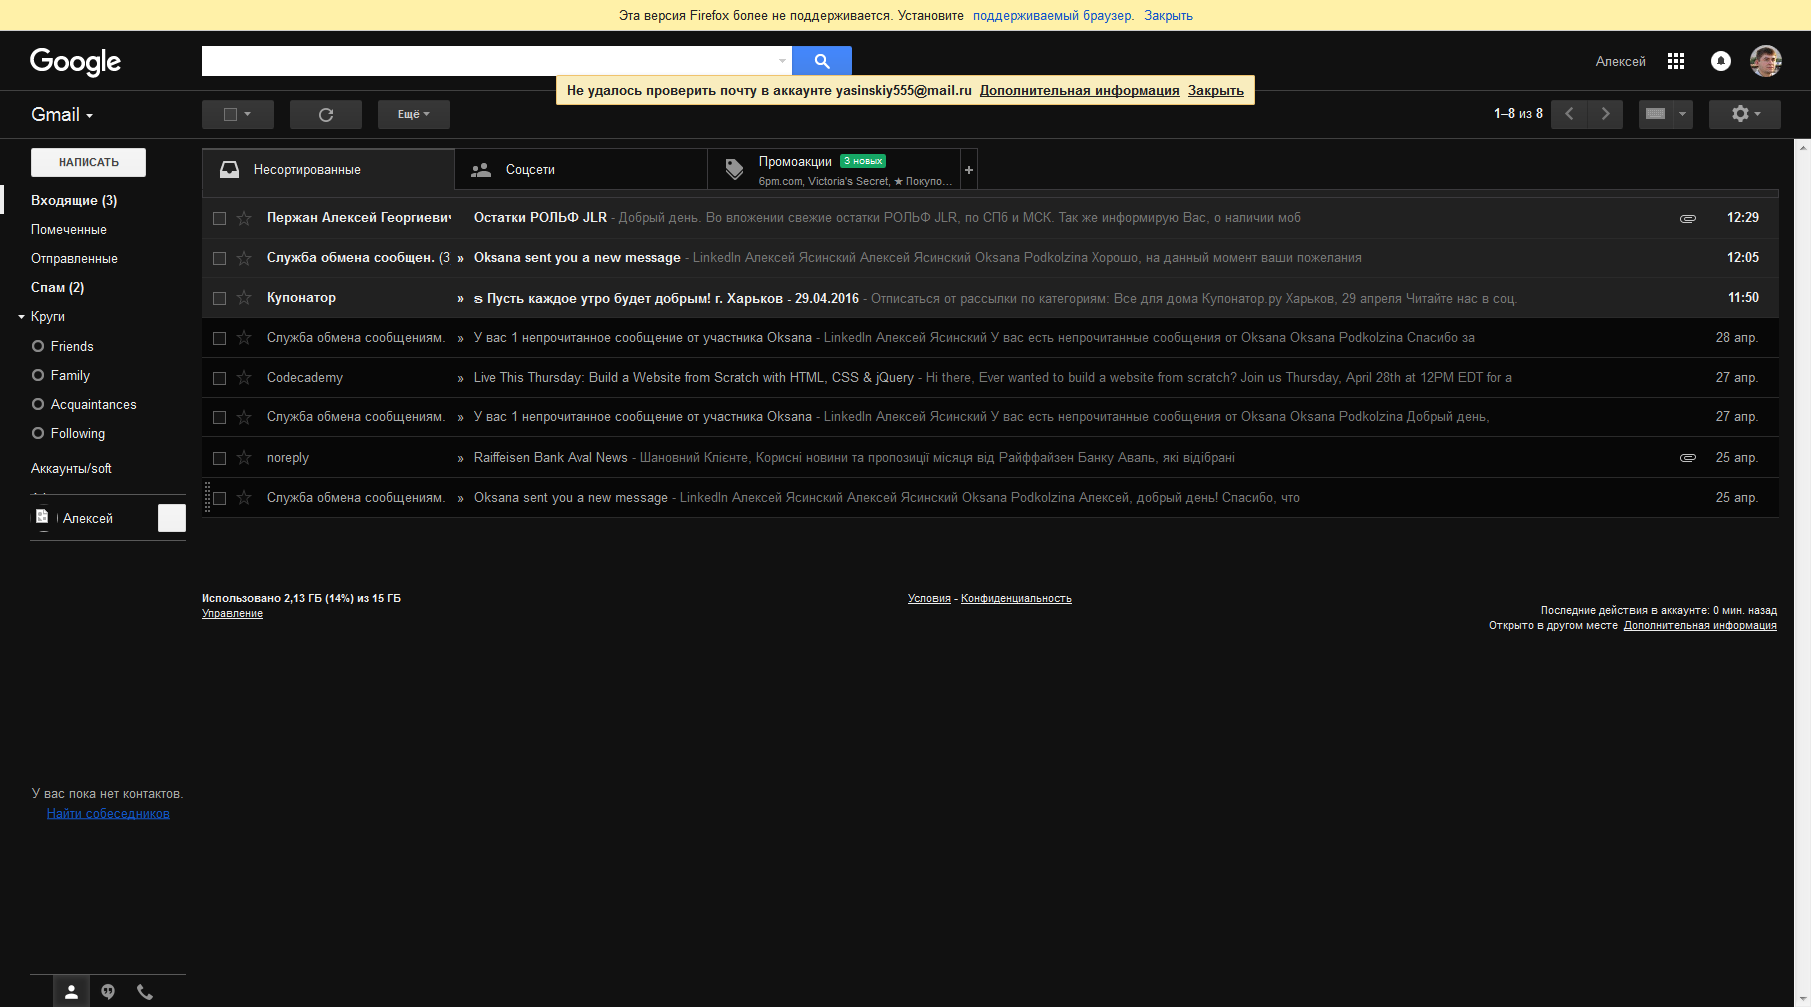 Эта версия Firefox более не поддерживается. Установите поддерживаемый браузер. Закрыть
Google
Алексей
Не удалось проверить почту в аккаунте yasinskiy555@mail.ru Дополнительная информация Закрыть
Gmail
Ещё
1–8 из 8
НАПИСАТЬ
Входящие (3)
Помеченные
Отправленные
Спам (2)
Круги
Friends
Family
Acquaintances
Following
Аккаунты/soft
Алексей
У вас пока нет контактов.
Найти собеседников
Несортированные
Соцсети
Промоакции 3 новых
6pm.com, Victoria's Secret, ★ Покупо…
+
Пержан Алексей Георгиевич Остатки РОЛЬФ JLR - Добрый день. Во вложении свежие остатки РОЛЬФ JLR, по СПб и МСК. Так же информирую Вас, о наличии моб 12:29
Служба обмена сообщен. (3 » Oksana sent you a new message - LinkedIn Алексей Ясинский Алексей Ясинский Oksana Podkolzina Хорошо, на данный момент ваши пожелания 12:05
Купонатор » s Пусть каждое утро будет добрым! г. Харьков - 29.04.2016 - Отписаться от рассылки по категориям: Все для дома Купонатор.ру Харьков, 29 апреля Читайте нас в соц. 11:50
Служба обмена сообщениям. » У вас 1 непрочитанное сообщение от участника Oksana - LinkedIn Алексей Ясинский У вас есть непрочитанные сообщения от Oksana Oksana Podkolzina Спасибо за 28 апр.
Codecademy » Live This Thursday: Build a Website from Scratch with HTML, CSS & jQuery - Hi there, Ever wanted to build a website from scratch? Join us Thursday, April 28th at 12PM EDT for a 27 апр.
Служба обмена сообщениям. » У вас 1 непрочитанное сообщение от участника Oksana - LinkedIn Алексей Ясинский У вас есть непрочитанные сообщения от Oksana Oksana Podkolzina Добрый день, 27 апр.
noreply » Raiffeisen Bank Aval News - Шановний Клієнте, Корисні новини та пропозиції місяця від Райффайзен Банку Аваль, які відібрані 25 апр.
Служба обмена сообщениям. » Oksana sent you a new message - LinkedIn Алексей Ясинский Алексей Ясинский Oksana Podkolzina Алексей, добрый день! Спасибо, что 25 апр.
Использовано 2,13 ГБ (14%) из 15 ГБ
Управление
Условия - Конфиденциальность
Последние действия в аккаунте: 0 мин. назад
Открыто в другом месте Дополнительная информация